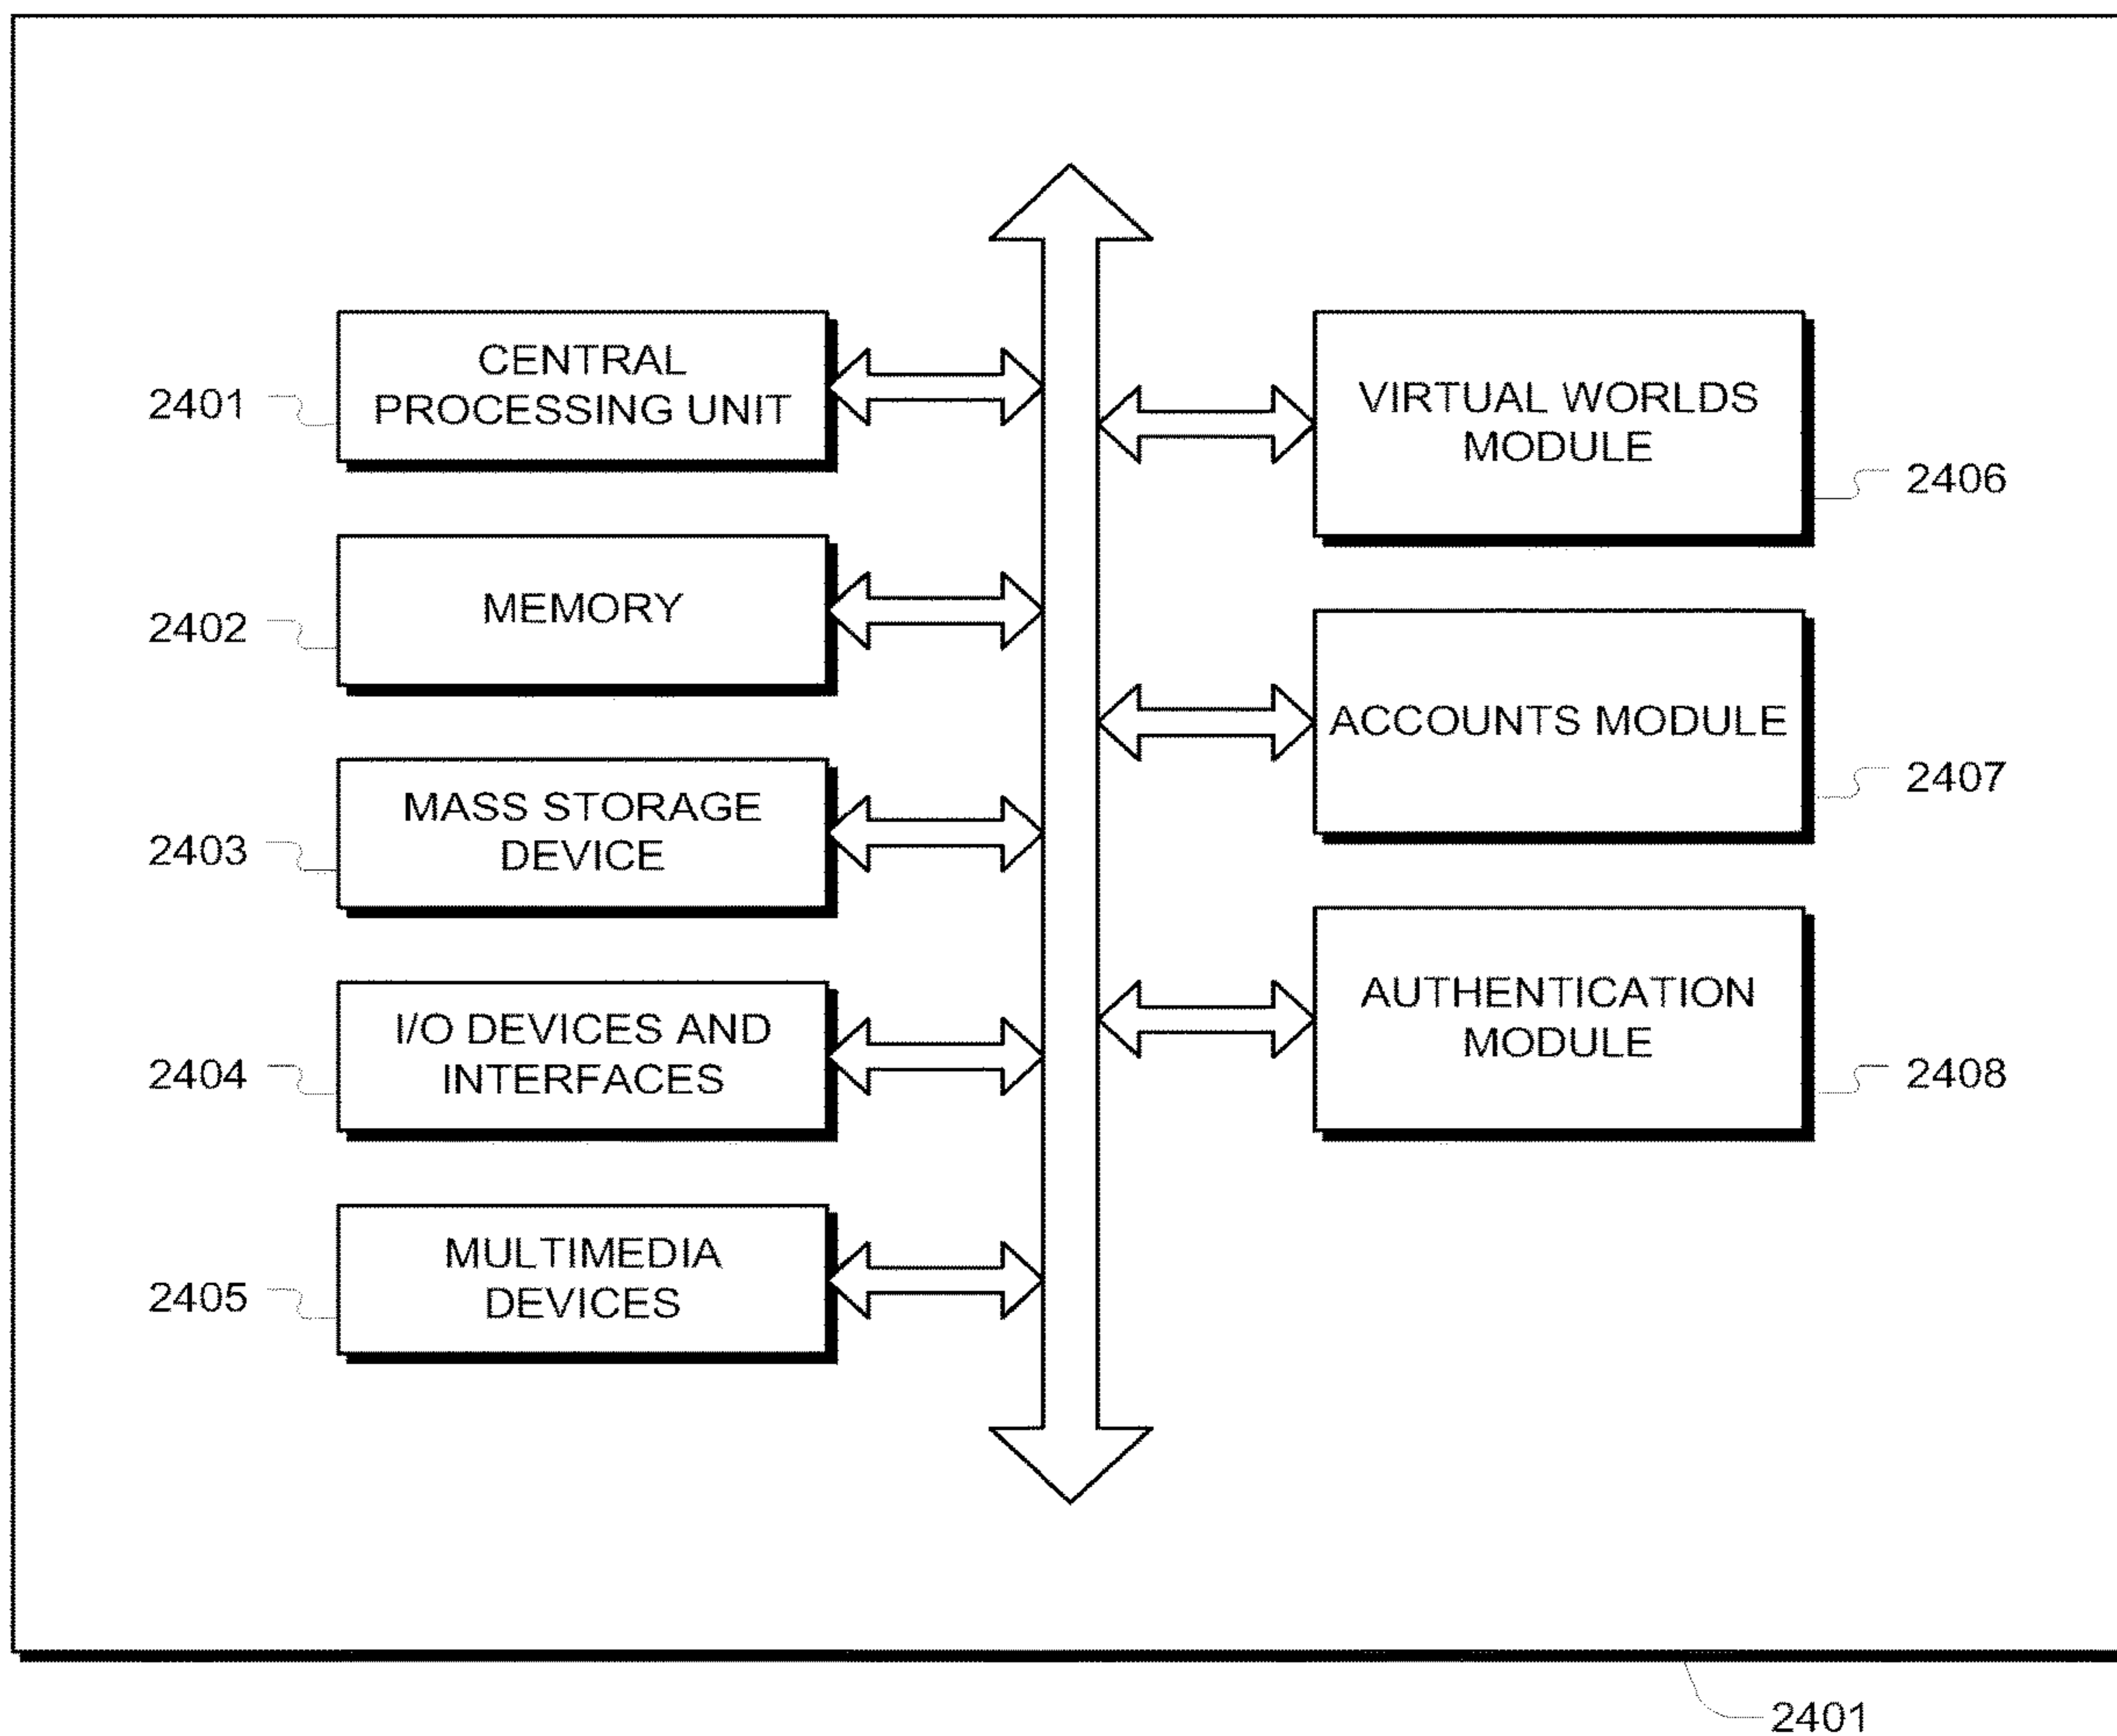 CENTRAL
PROCESSING UNIT
2401
MEMORY
2402
MASS STORAGE
DEVICE
2403
I/O DEVICES AND
INTERFACES
2404
MULTIMEDIA
DEVICES
2405
VIRTUAL WORLDS
MODULE
2406
ACCOUNTS MODULE
2407
AUTHENTICATION
MODULE
2408
2401